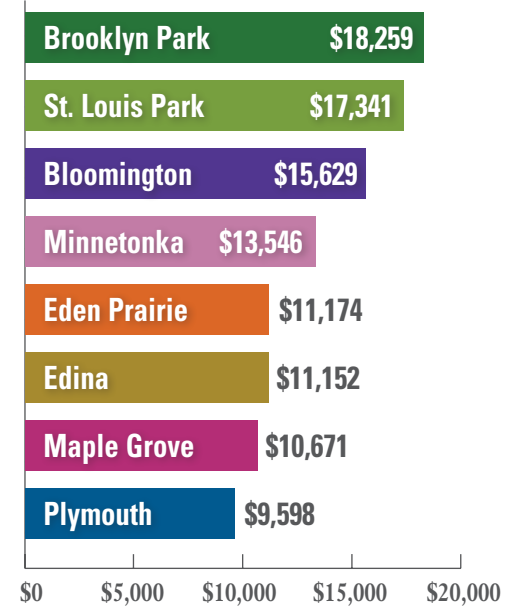 Brooklyn Park $18,259
St. Louis Park $17,341
Bloomington $15,629
Minnetonka $13,546
Eden Prairie $11,174
Edina $11,152
Maple Grove $10,671
Plymouth $9,598
$0 $5,000 $10,000 $15,000 $20,000